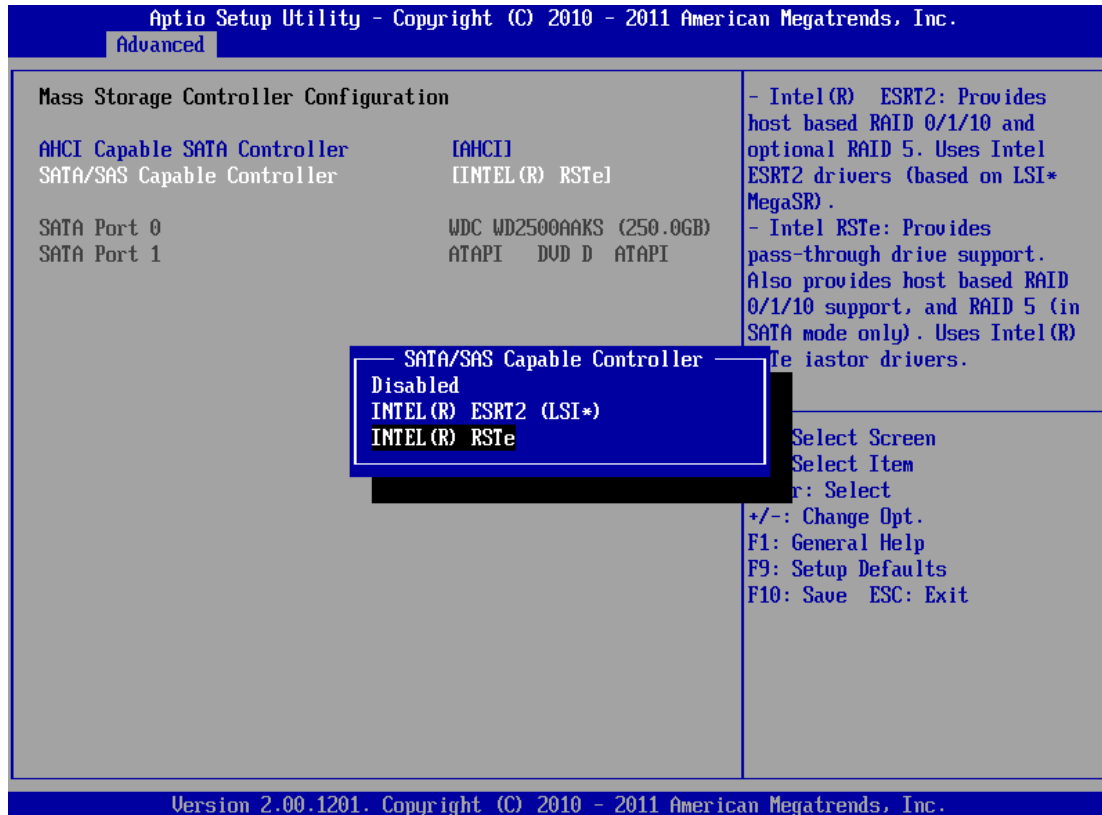 Aptio Setup Utility - Copyright (C) 2010 - 2011 American Megatrends, Inc.
Advanced
Mass Storage Controller Configuration
AHCI Capable SATA Controller [AHCI]
SATA/SAS Capable Controller [INTEL(R) RSTe]
SATA Port 0 WDC WD2500AAKS (250.0GB)
SATA Port 1 ATAPI DVD D ATAPI
SATA/SAS Capable Controller
Disabled
INTEL(R) ESRT2 (LSI*)
INTEL(R) RSTe
- Intel(R) ESRT2: Provides
host based RAID 0/1/10 and
optional RAID 5. Uses Intel
ESRT2 drivers (based on LSI*
MegaSR).
- Intel RSTe: Provides
pass-through drive support.
Also provides host based RAID
0/1/10 support, and RAID 5 (in
SATA mode only). Uses Intel(R)
Te iastor drivers.
Select Screen
Select Item
r: Select
+/-: Change Opt.
F1: General Help
F9: Setup Defaults
F10: Save ESC: Exit
Version 2.00.1201. Copyright (C) 2010 - 2011 American Megatrends, Inc.